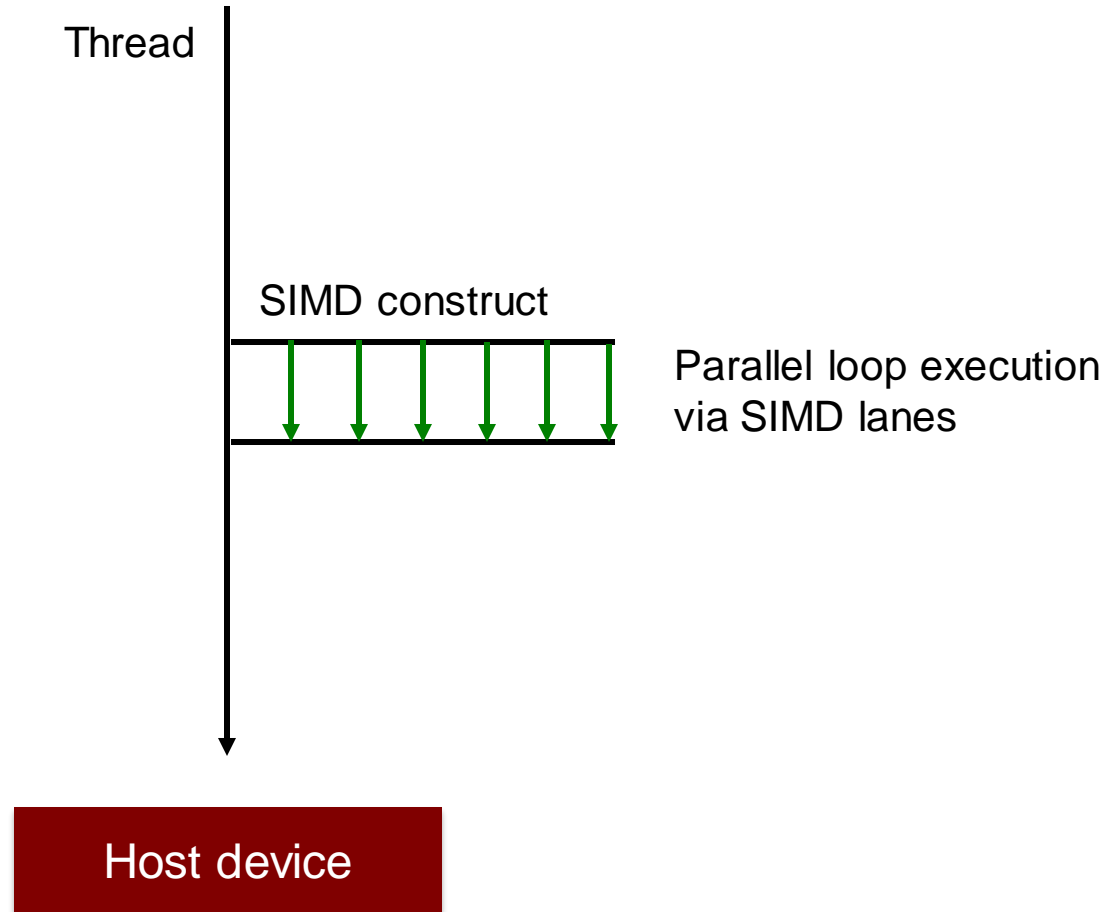 Thread
SIMD construct
Parallel loop execution
via SIMD lanes
Host device